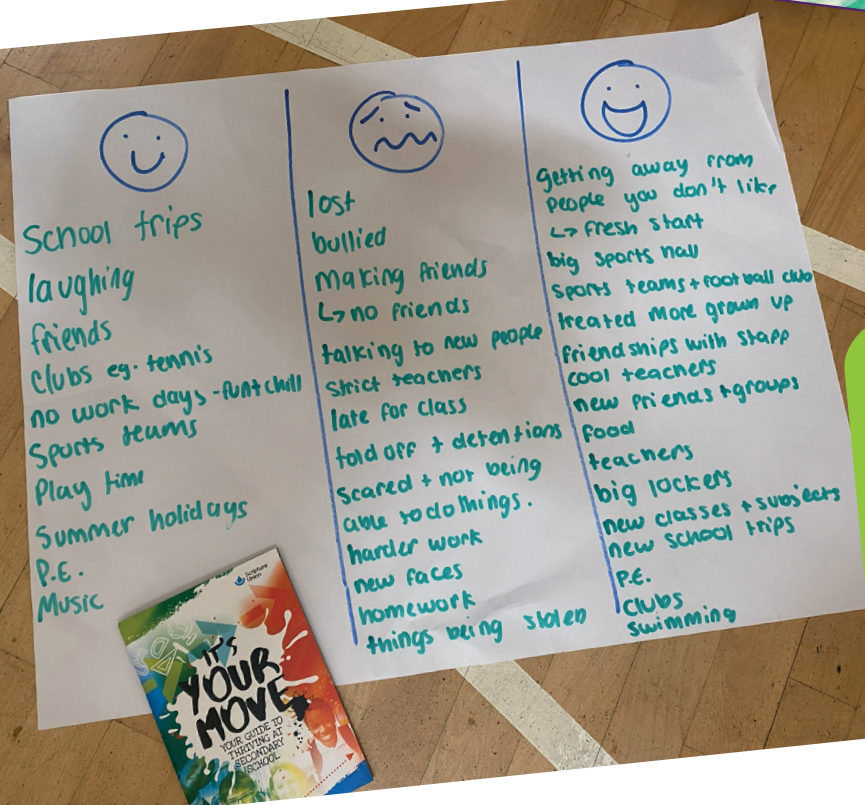 School trips
laughing
friends
Clubs eg. tennis
no work days - fun + chill
Sports teams
Play time
Summer holidays
P.E.
Music
lost
bullied
making friends
↳ no friends
talking to new people
strict teachers
late for class
told off + detentions
scared + not being
able to do things.
harder work
new faces
homework
things being stolen
getting away from
people you don't like
↳ fresh start
big sports hall
sports teams + football club
treated more grown up
friendships with staff
cool teachers
new friends + groups
food
teachers
big lockers
new classes + subjects
new school trips
P.E.
Clubs
Swimming
Scripture
Union
IT'S
YOUR
MOVE
YOUR GUIDE TO
THRIVING AT
SECONDARY
SCHOOL